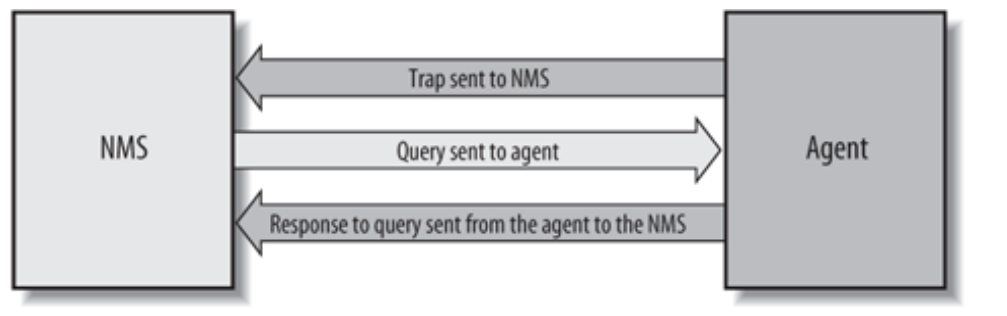 Trap sent to NMS
NMS
Query sent to agent
Agent
Response to query sent from the agent to the NMS